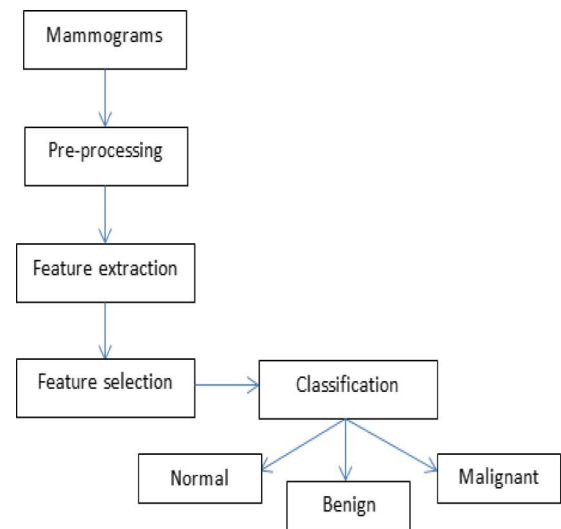 Mammograms
Pre-processing
Feature extraction
Feature selection
Classification
Normal
Benign
Malignant